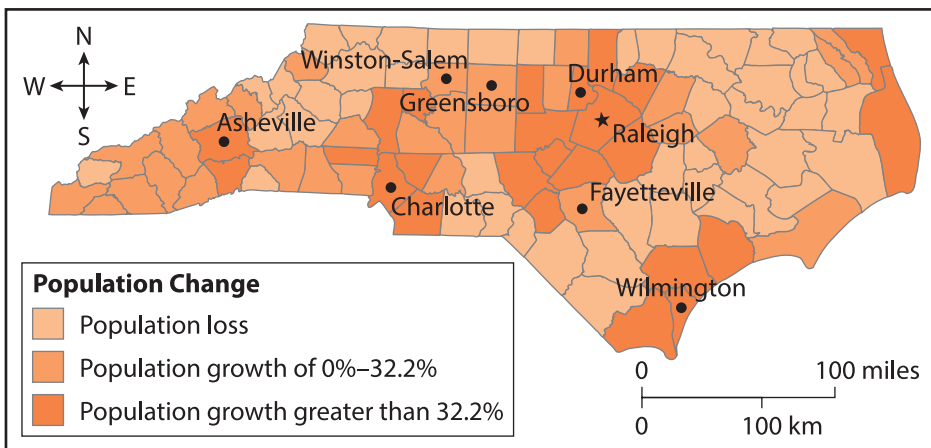 N
W E
S
Winston-Salem
Durham
Greensboro
Asheville
Raleigh
Charlotte
Fayetteville
Wilmington
Population Change
Population loss
Population growth of 0%–32.2%
Population growth greater than 32.2%
0 100 miles
0 100 km